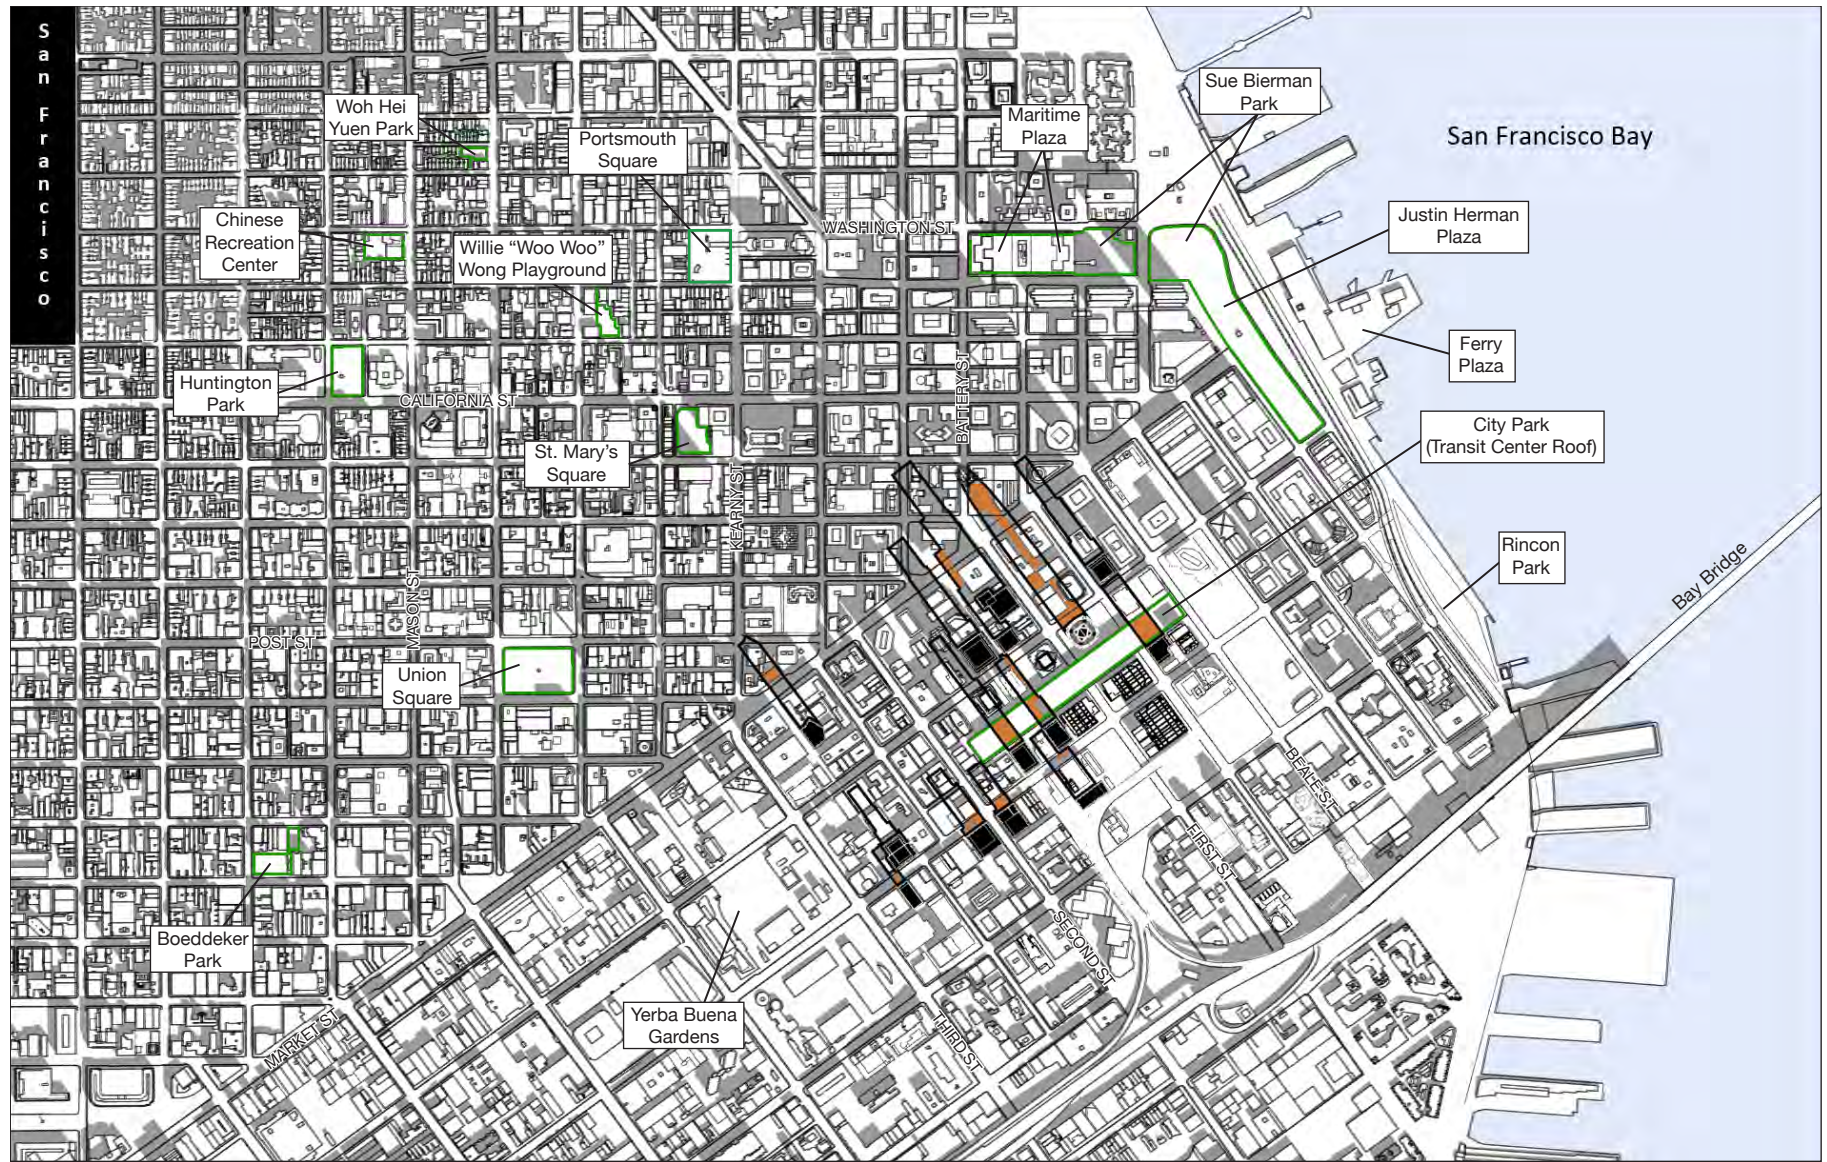 San Francisco
Woh Hei
Yuen Park
Portsmouth
Square
Maritime
Plaza
Sue Bierman
Park
San Francisco Bay
Chinese
Recreation
Center
Willie “Woo Woo”
Wong Playground
WASHINGTON ST
Justin Herman
Plaza
Ferry
Plaza
Huntington
Park
CALIFORNIA ST
BATTERY ST
St. Mary’s
Square
KEARNY ST
City Park
(Transit Center Roof)
Rincon
Park
Bay Bridge
MASON ST
POST ST
Union
Square
BEALE ST
FIRST ST
Boeddeker
Park
SECOND ST
Yerba Buena
Gardens
THIRD ST
MARKET ST